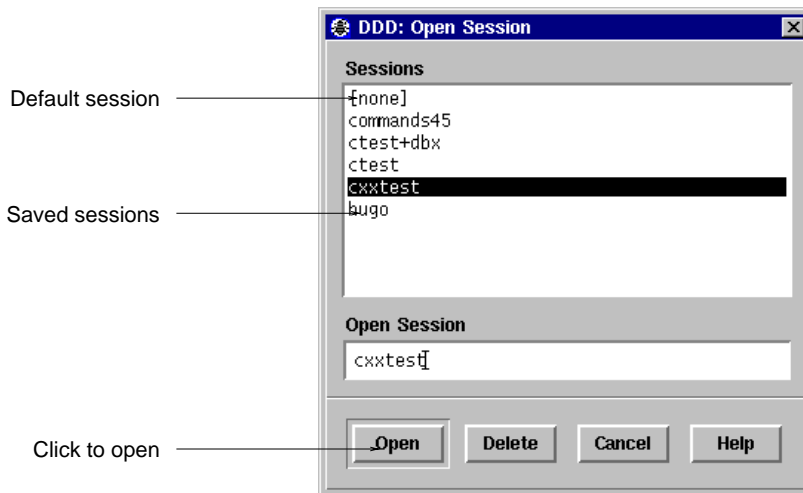 DDD: Open Session
Sessions
Default session
[none]
commands45
ctest+dbx
ctest
cxxtest
Saved sessions
bugo
Open Session
cxxtest
Click to open
Open
Delete
Cancel
Help